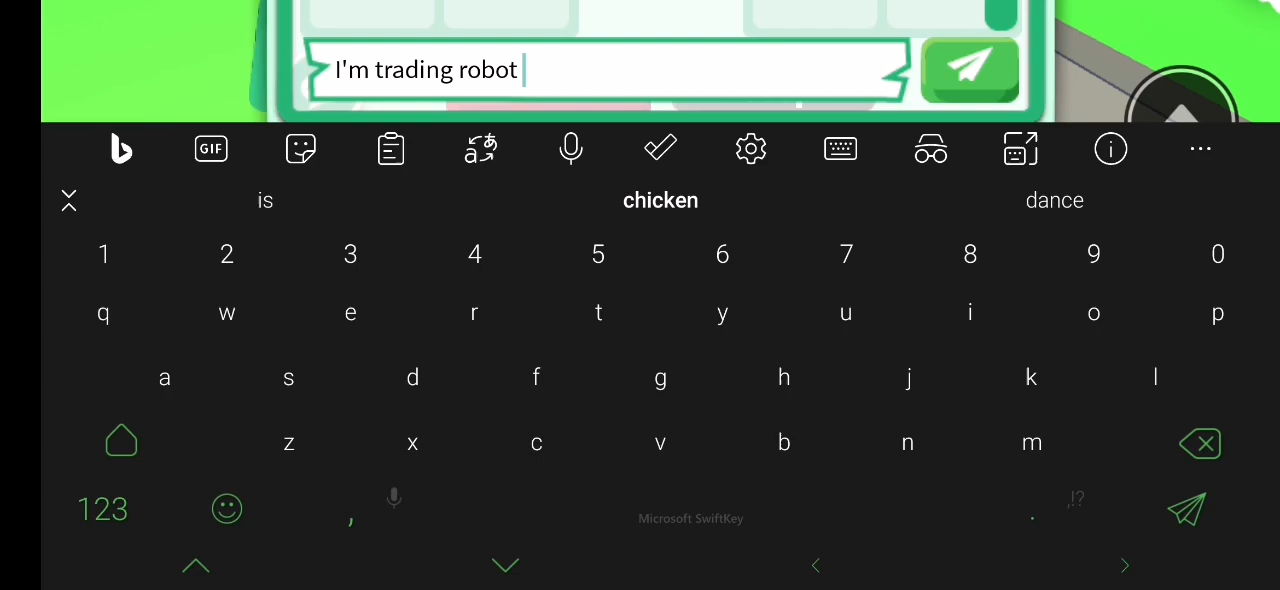 I'm trading robot
GIF
is chicken dance
1 2 3 4 5 6 7 8 9 0
q w e r t y u i o p
a s d f g h j k l
z x c v b n m
123 , Microsoft SwiftKey . ,!?